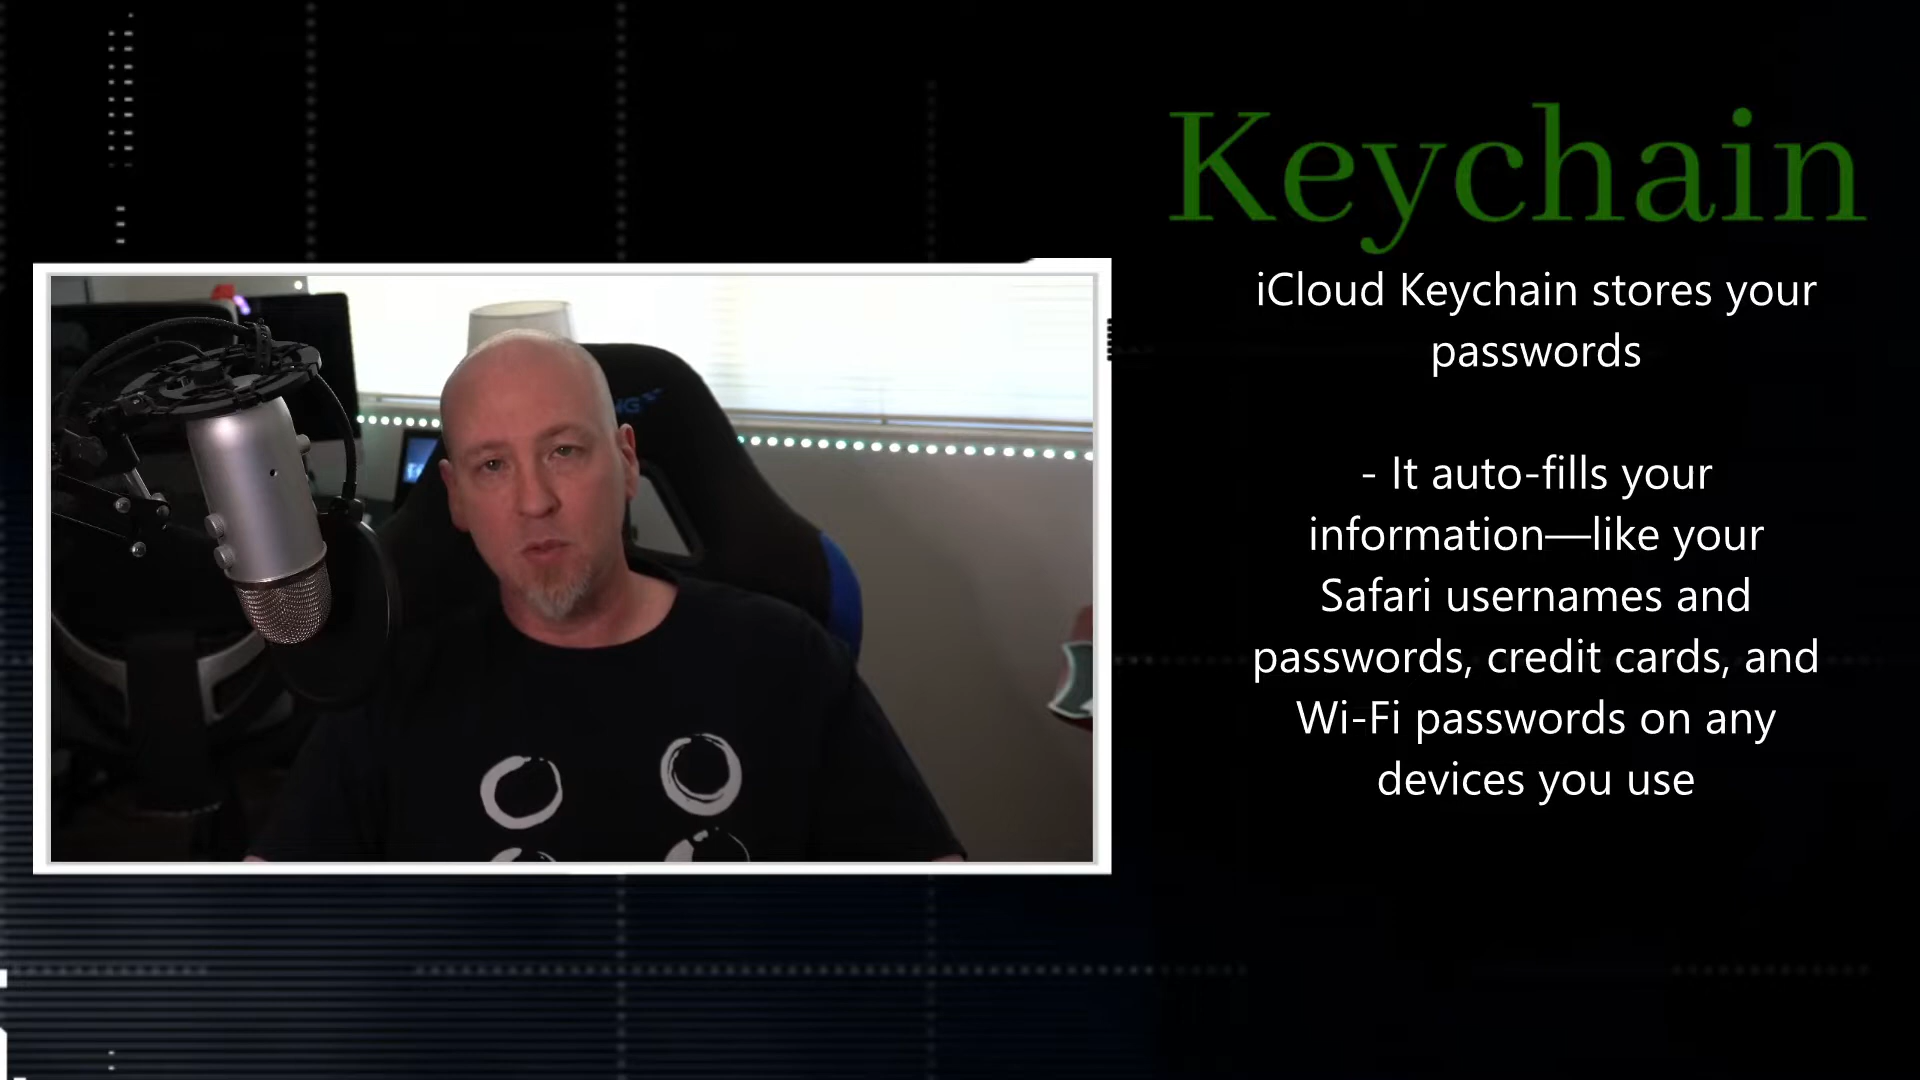 Keychain
iCloud Keychain stores your
passwords
- It auto-fills your
information—like your
Safari usernames and
passwords, credit cards, and
Wi-Fi passwords on any
devices you use